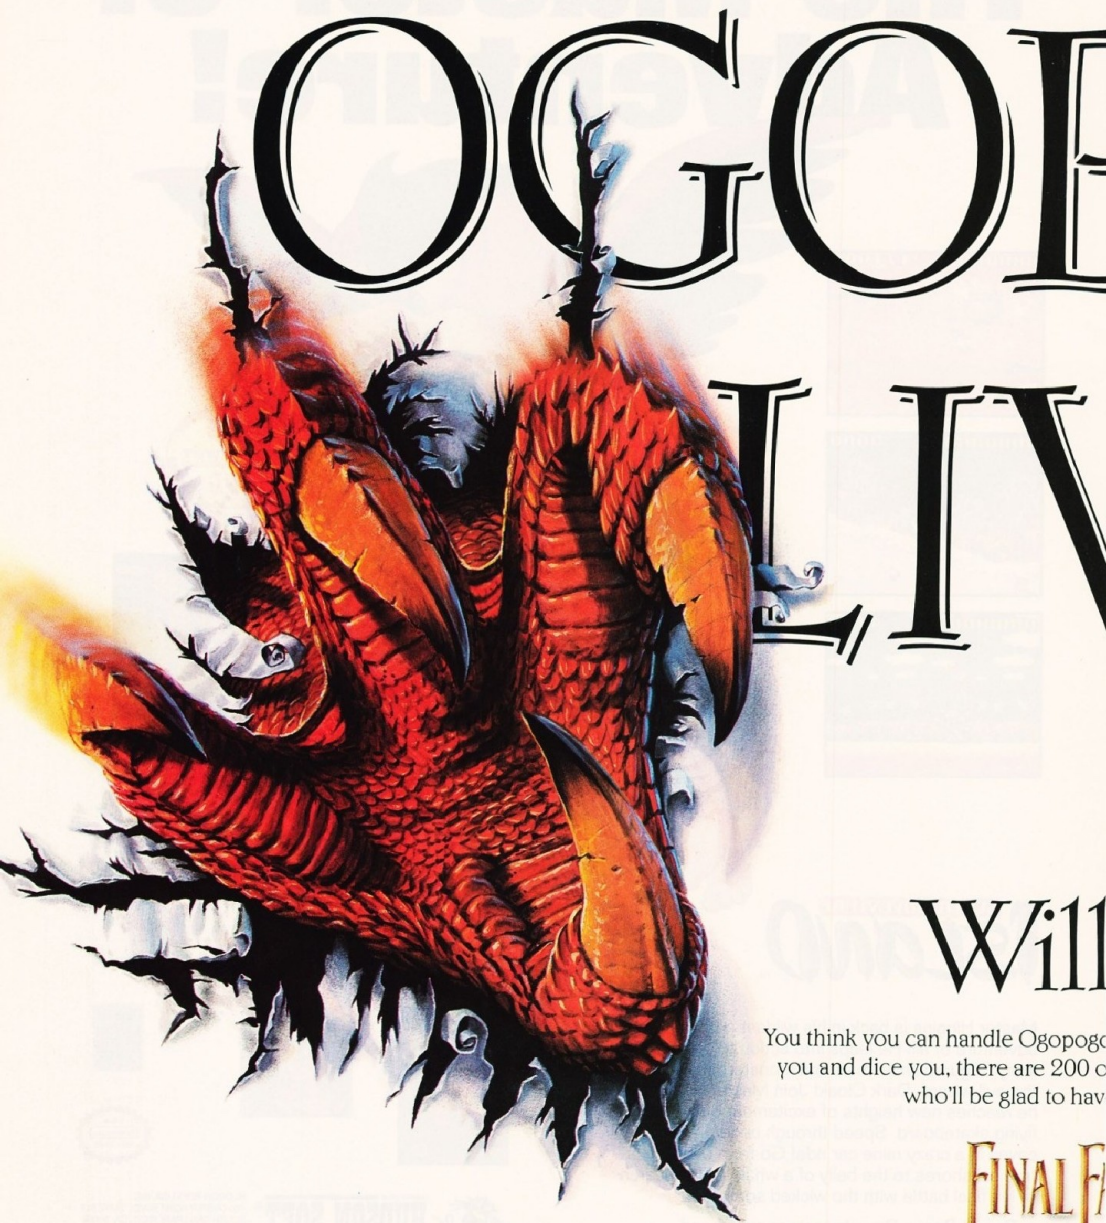 OGOP
LIV
Will
You think you can handle Ogopogo
you and dice you, there are 200 o
who'll be glad to hav
FINAL FA